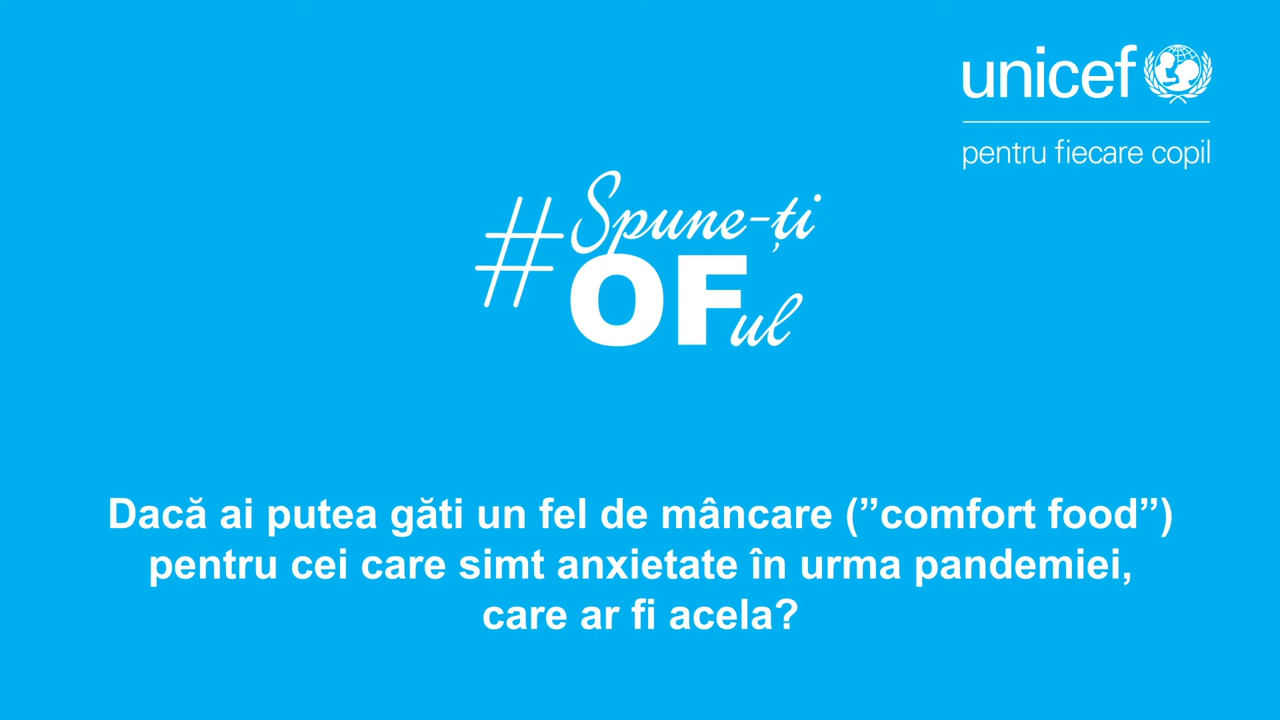 unicef
pentru fiecare copil
#Spune-ți
OFul
Dacă ai putea găti un fel de mâncare (”comfort food”)
pentru cei care simt anxietate în urma pandemiei,
care ar fi acela?